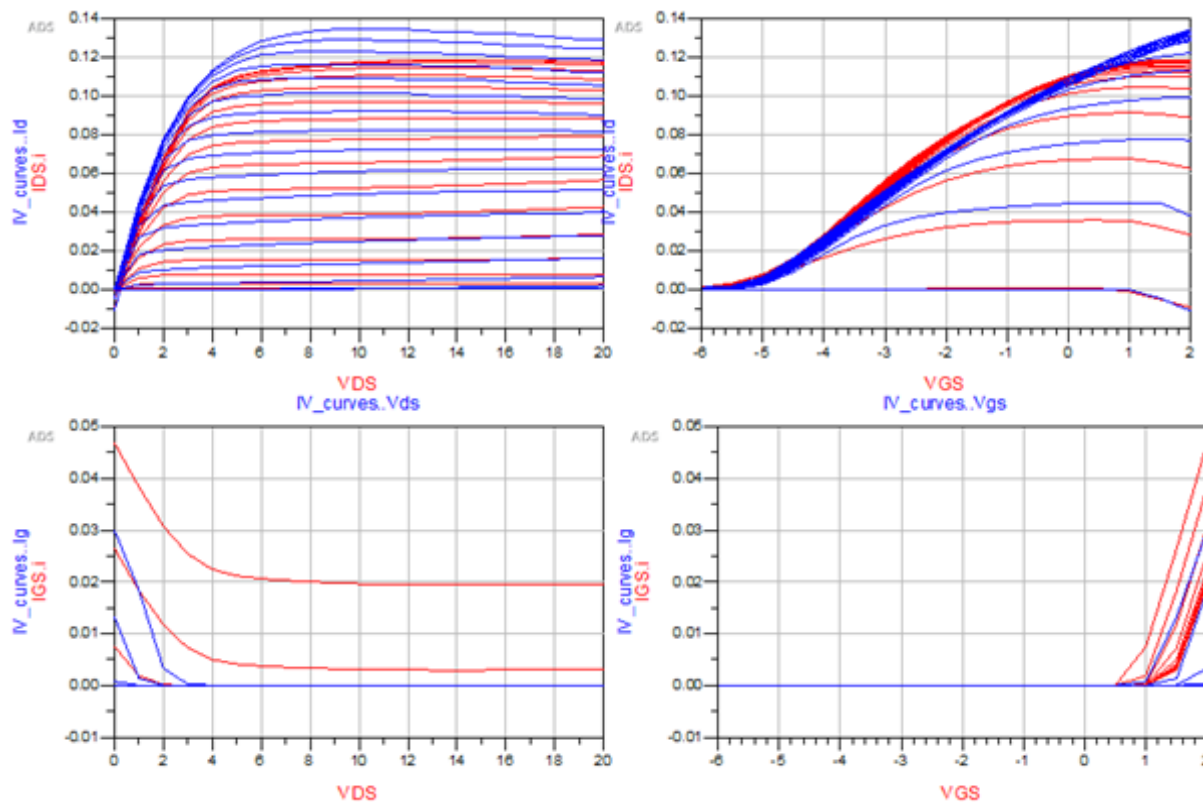 ADS
0.14
0.12
0.10
0.08
0.06
0.04
0.02
0.00
-0.02
IV_curves..Id
IDS.i
0 2 4 6 8 10 12 14 16 18 20
VDS
IV_curves..Vds
ADS
0.14
0.12
0.10
0.08
0.06
0.04
0.02
0.00
-0.02
IV_curves..Id
IDS.i
-6 -5 -4 -3 -2 -1 0 1 2
VGS
IV_curves..Vgs
ADS
0.05
0.04
0.03
0.02
0.01
0.00
-0.01
IV_curves..Ig
IGS.i
0 2 4 6 8 10 12 14 16 18 20
VDS
ADS
0.05
0.04
0.03
0.02
0.01
0.00
-0.01
IV_curves..Ig
IGS.i
-6 -5 -4 -3 -2 -1 0 1 2
VGS